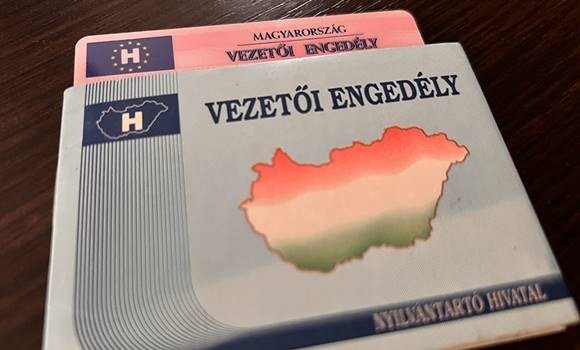 MAGYARORSZÁG
H
VEZETŐI ENGEDÉLY
H
VEZETŐI ENGEDÉLY
NYILVÁNTARTÓ HIVATAL